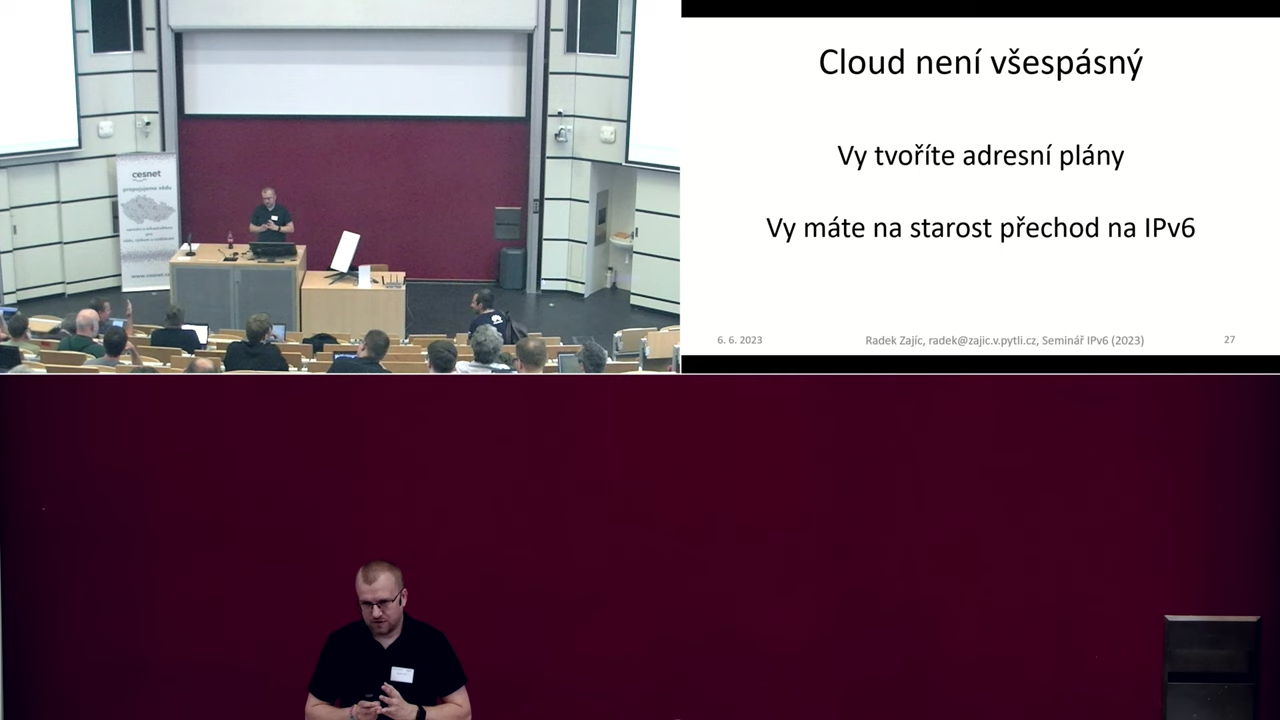 cesnet
propojujeme vědu
Cloud není všespásný
Vy tvoříte adresní plány
Vy máte na starost přechod na IPv6
6. 6. 2023
Radek Zajíc, radek@zajic.v.pytli.cz, Seminář IPv6 (2023)
27